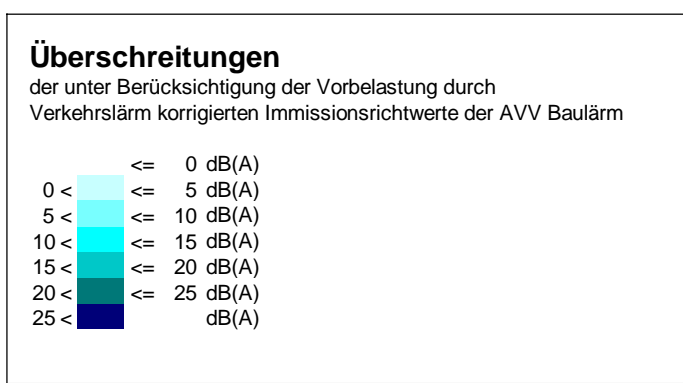 Überschreitungen
der unter Berücksichtigung der Vorbelastung durch
Verkehrslärm korrigierten Immissionsrichtwerte der AVV Baulärm
<= 0 dB(A)
0 < <= 5 dB(A)
5 < <= 10 dB(A)
10 < <= 15 dB(A)
15 < <= 20 dB(A)
20 < <= 25 dB(A)
25 < dB(A)